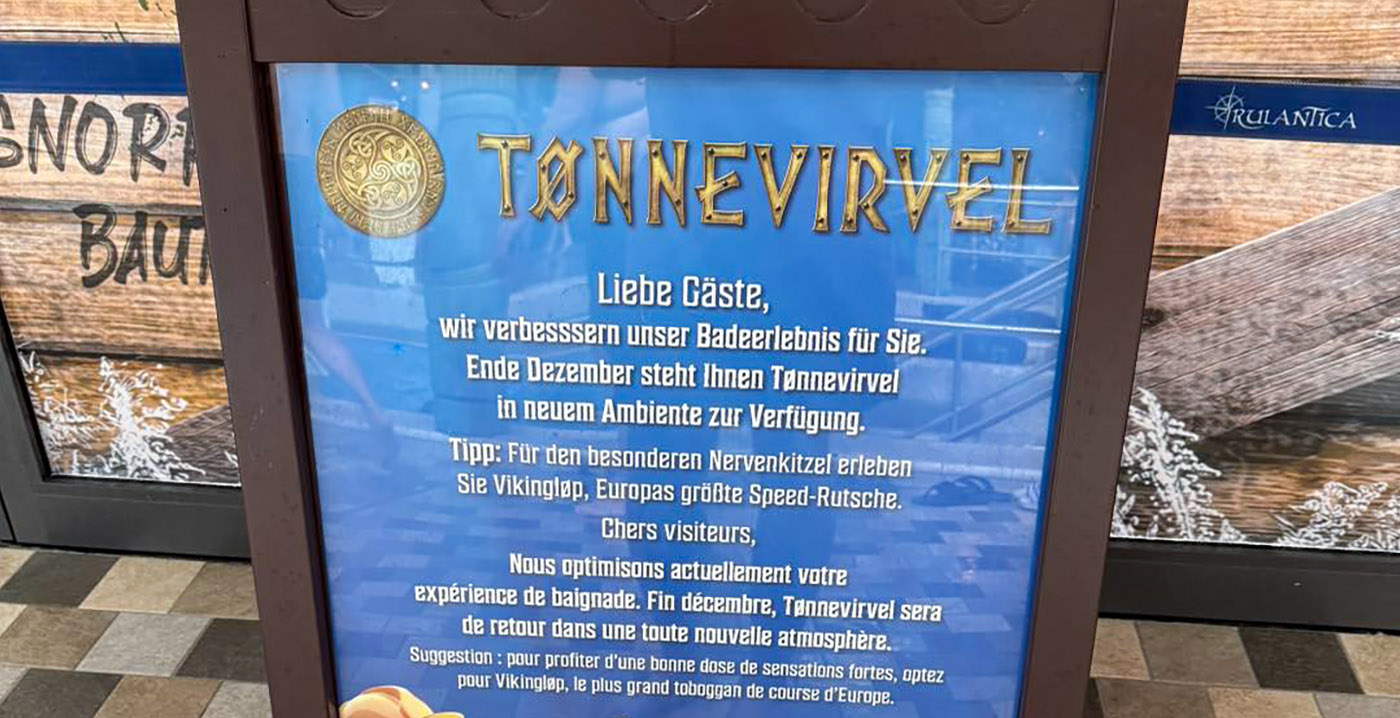 SNORR
BAUT
RULANTICA
TØNNEVIRVEL
Liebe Gäste,
wir verbesssern unser Badeerlebnis für Sie.
Ende Dezember steht Ihnen Tønnevirvel
in neuem Ambiente zur Verfügung.
Tipp: Für den besonderen Nervenkitzel erleben
Sie Vikingløp, Europas größte Speed-Rutsche.
Chers visiteurs,
Nous optimisons actuellement votre
expérience de baignade. Fin décembre, Tønnevirvel sera
de retour dans une toute nouvelle atmosphère.
Suggestion : pour profiter d'une bonne dose de sensations fortes, optez
pour Vikingløp, le plus grand toboggan de course d'Europe.